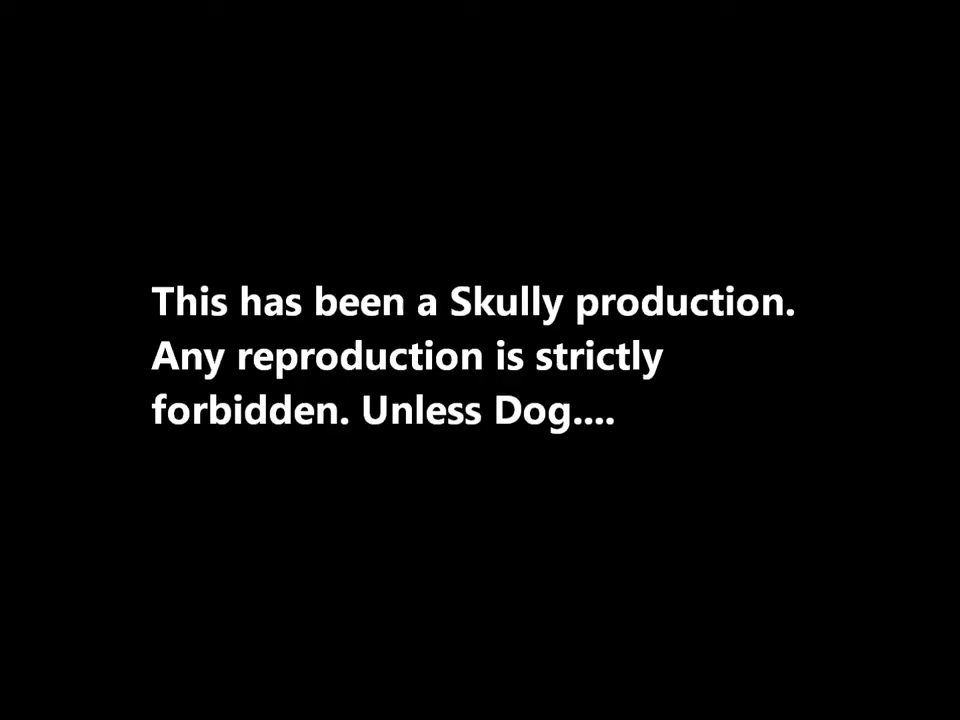 This has been a Skully production.
Any reproduction is strictly
forbidden. Unless Dog....